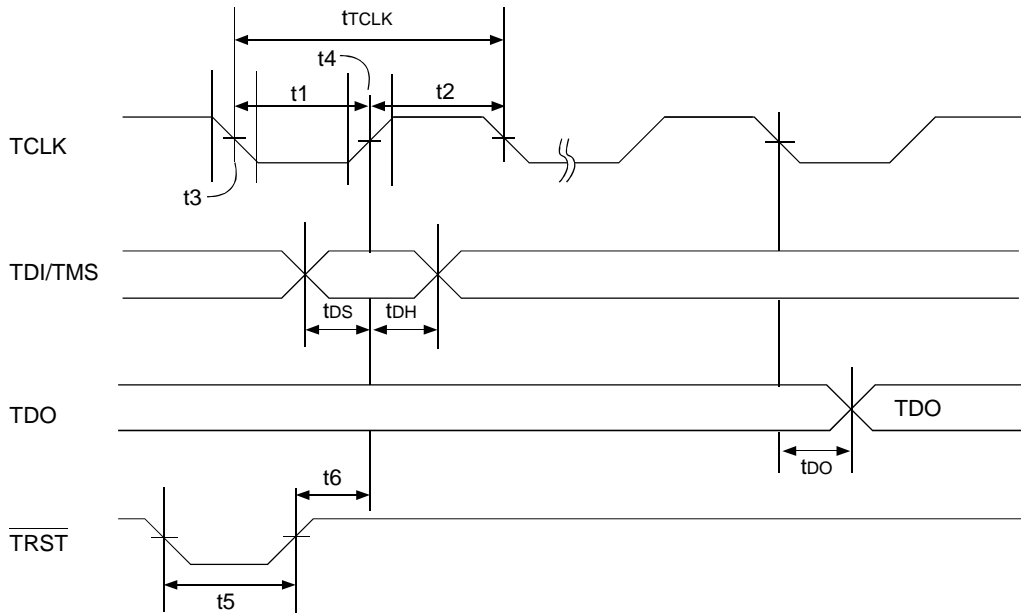 tTCLK
t4
t1
t2
TCLK
t3
TDI/TMS
tDS
tDH
TDO
TDO
tDO
t6
TRST
t5